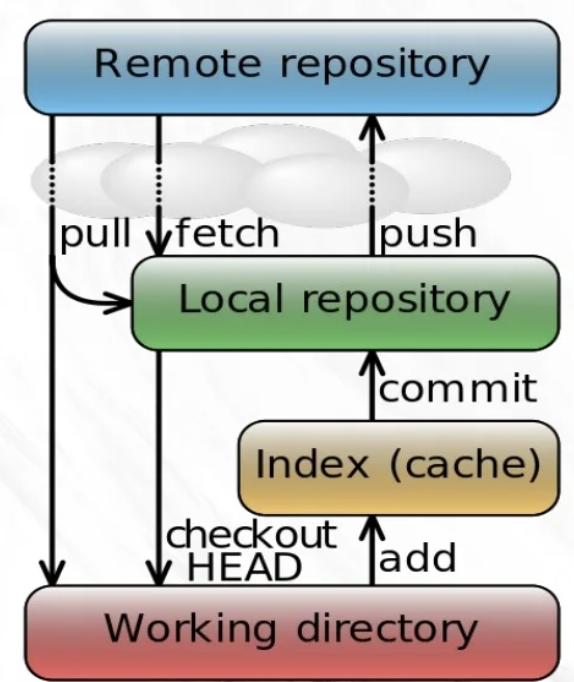 Remote repository
pull
fetch
push
Local repository
commit
Index (cache)
checkout
HEAD
add
Working directory